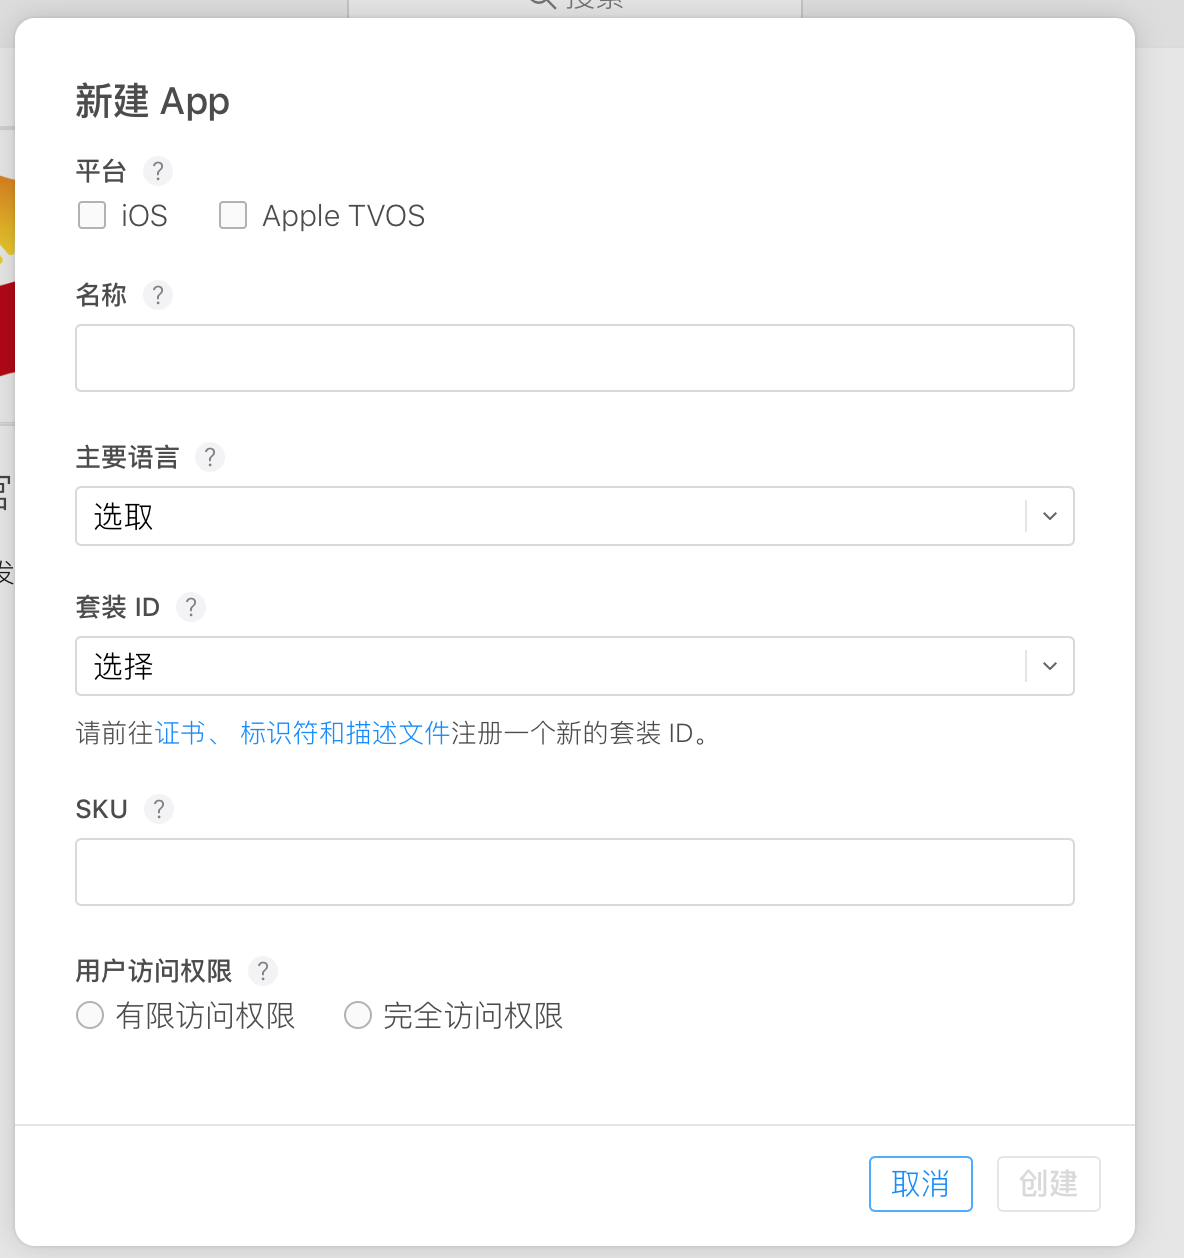 新建 App
平台 ?
iOS Apple TVOS
名称 ?
主要语言 ?
选取
套装 ID ?
选择
请前往证书、 标识符和描述文件注册一个新的套装 ID。
SKU ?
用户访问权限 ?
有限访问权限 完全访问权限
取消 创建